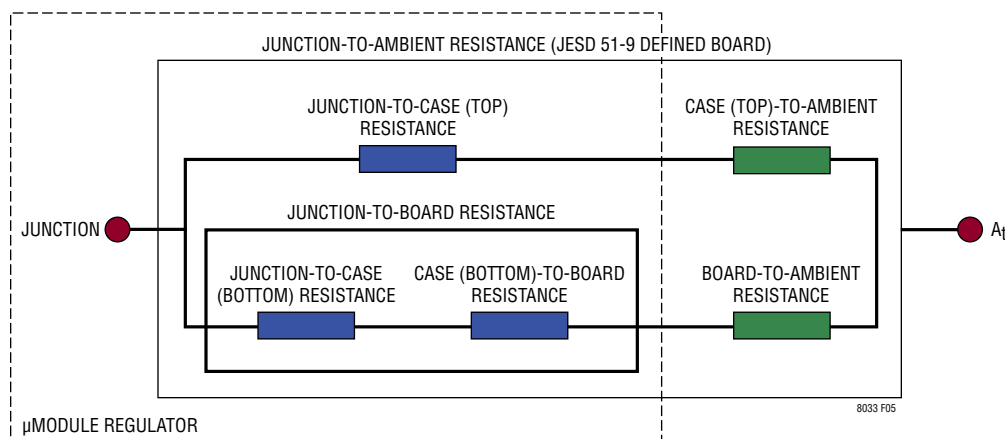 JUNCTION-TO-AMBIENT RESISTANCE (JESD 51-9 DEFINED BOARD)
JUNCTION-TO-CASE (TOP)
RESISTANCE
CASE (TOP)-TO-AMBIENT
RESISTANCE
JUNCTION-TO-BOARD RESISTANCE
JUNCTION
At
JUNCTION-TO-CASE
(BOTTOM) RESISTANCE
CASE (BOTTOM)-TO-BOARD
RESISTANCE
BOARD-TO-AMBIENT
RESISTANCE
8033 F05
µMODULE REGULATOR